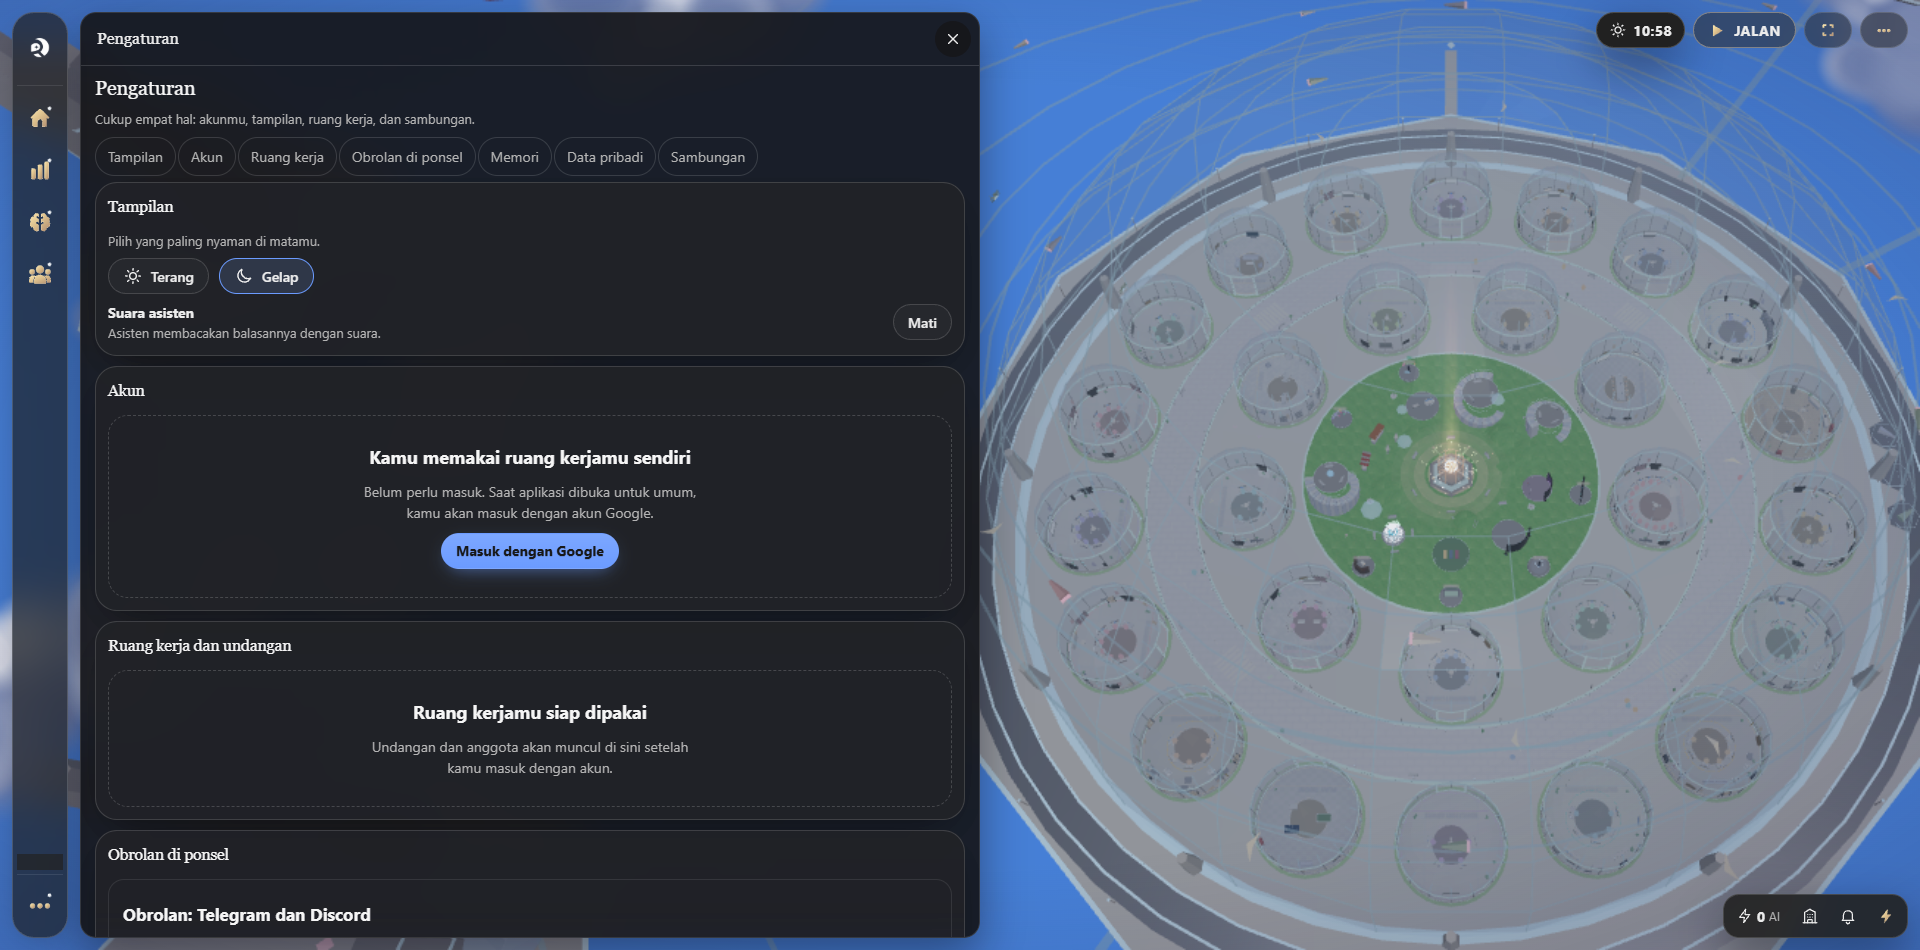 Pengaturan
10:58
JALAN
Pengaturan
Cukup empat hal: akunmu, tampilan, ruang kerja, dan sambungan.
Tampilan
Akun
Ruang kerja
Obrolan di ponsel
Memori
Data pribadi
Sambungan
Tampilan
Pilih yang paling nyaman di matamu.
Terang
Gelap
Suara asisten
Asisten membacakan balasannya dengan suara.
Mati
Akun
Kamu memakai ruang kerjamu sendiri
Belum perlu masuk. Saat aplikasi dibuka untuk umum,
kamu akan masuk dengan akun Google.
Masuk dengan Google
Ruang kerja dan undangan
Ruang kerjamu siap dipakai
Undangan dan anggota akan muncul di sini setelah
kamu masuk dengan akun.
Obrolan di ponsel
Obrolan: Telegram dan Discord
0 AI